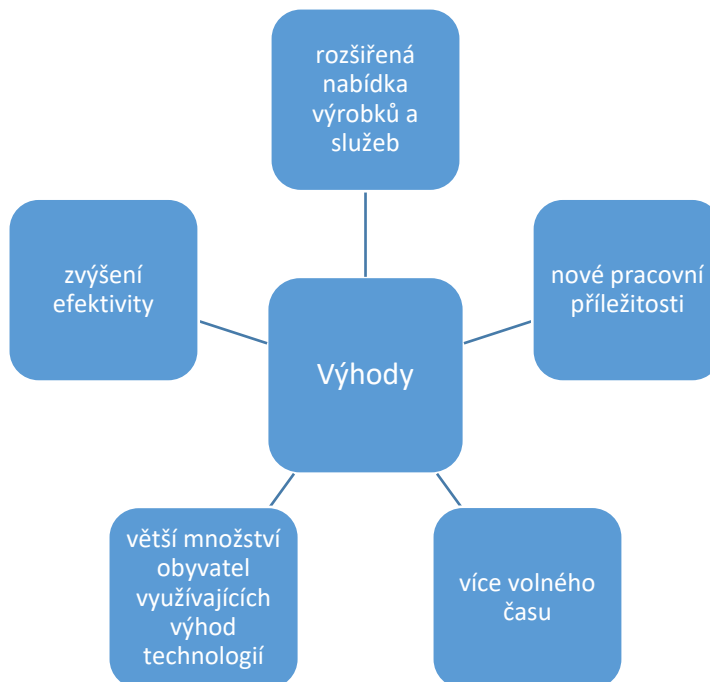 rozšířená
nabídka
výrobků a
služeb
zvýšení
efektivity
nové pracovní
příležitosti
Výhody
větší množství
obyvatel
využívajících
výhod
technologií
více volného
času